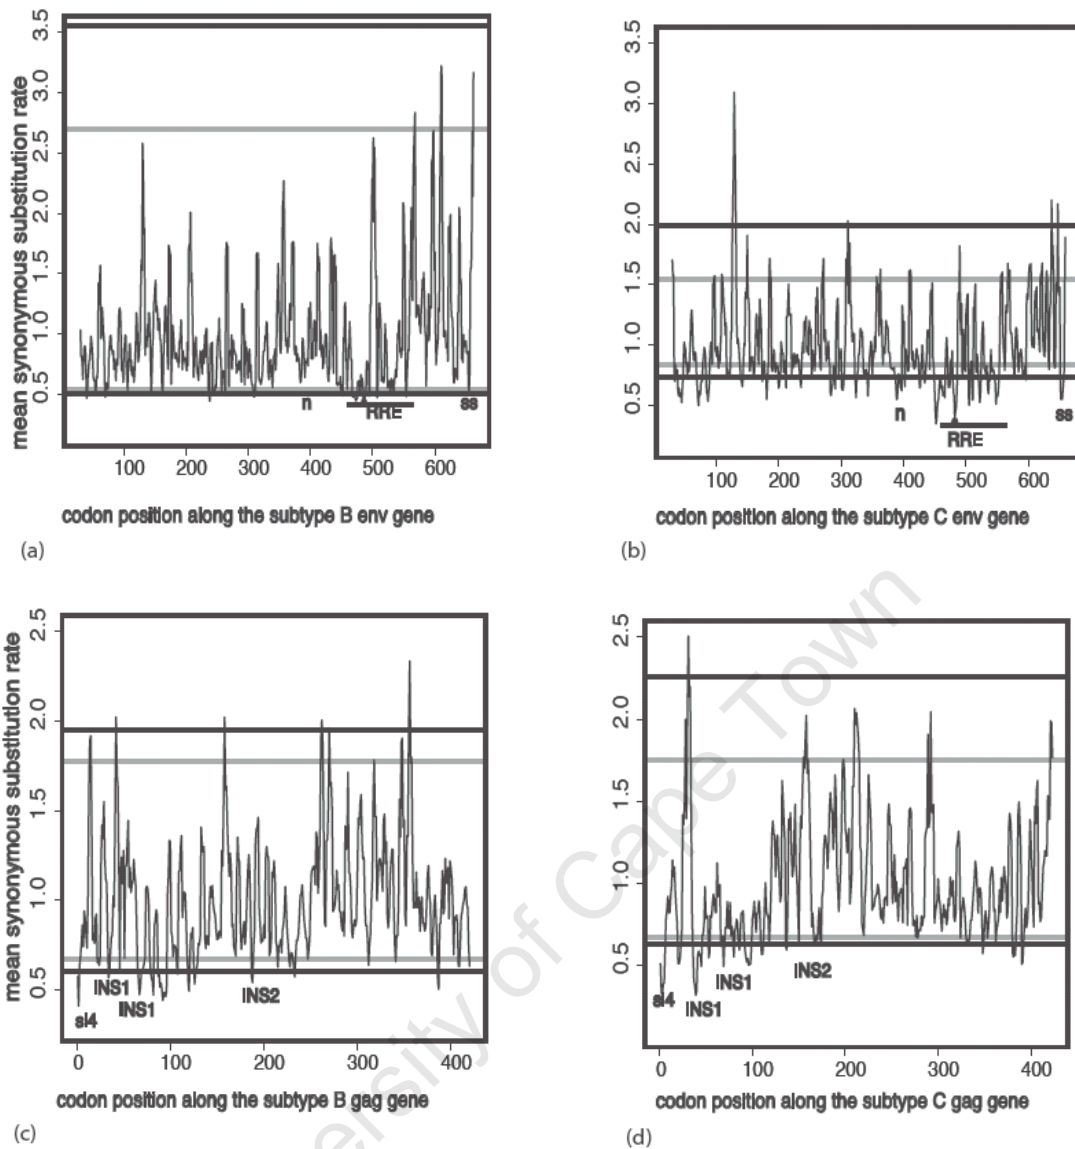 mean synonymous substitution rate
3.5
3.0
2.5
2.0
1.5
1.0
0.5
n
RRE
ss
100 200 300 400 500 600
codon position along the subtype B env gene
(a)
3.5
3.0
2.5
2.0
1.5
1.0
0.5
n
RRE
ss
100 200 300 400 500 600
codon position along the subtype C env gene
(b)
mean synonymous substitution rate
2.5
2.0
1.5
1.0
0.5
sl4
INS1
INS1
INS2
0 100 200 300 400
codon position along the subtype B gag gene
(c)
2.5
2.0
1.5
1.0
0.5
sl4
INS1
INS1
INS2
0 100 200 300 400
codon position along the subtype C gag gene
(d)
ersity of Cape Town